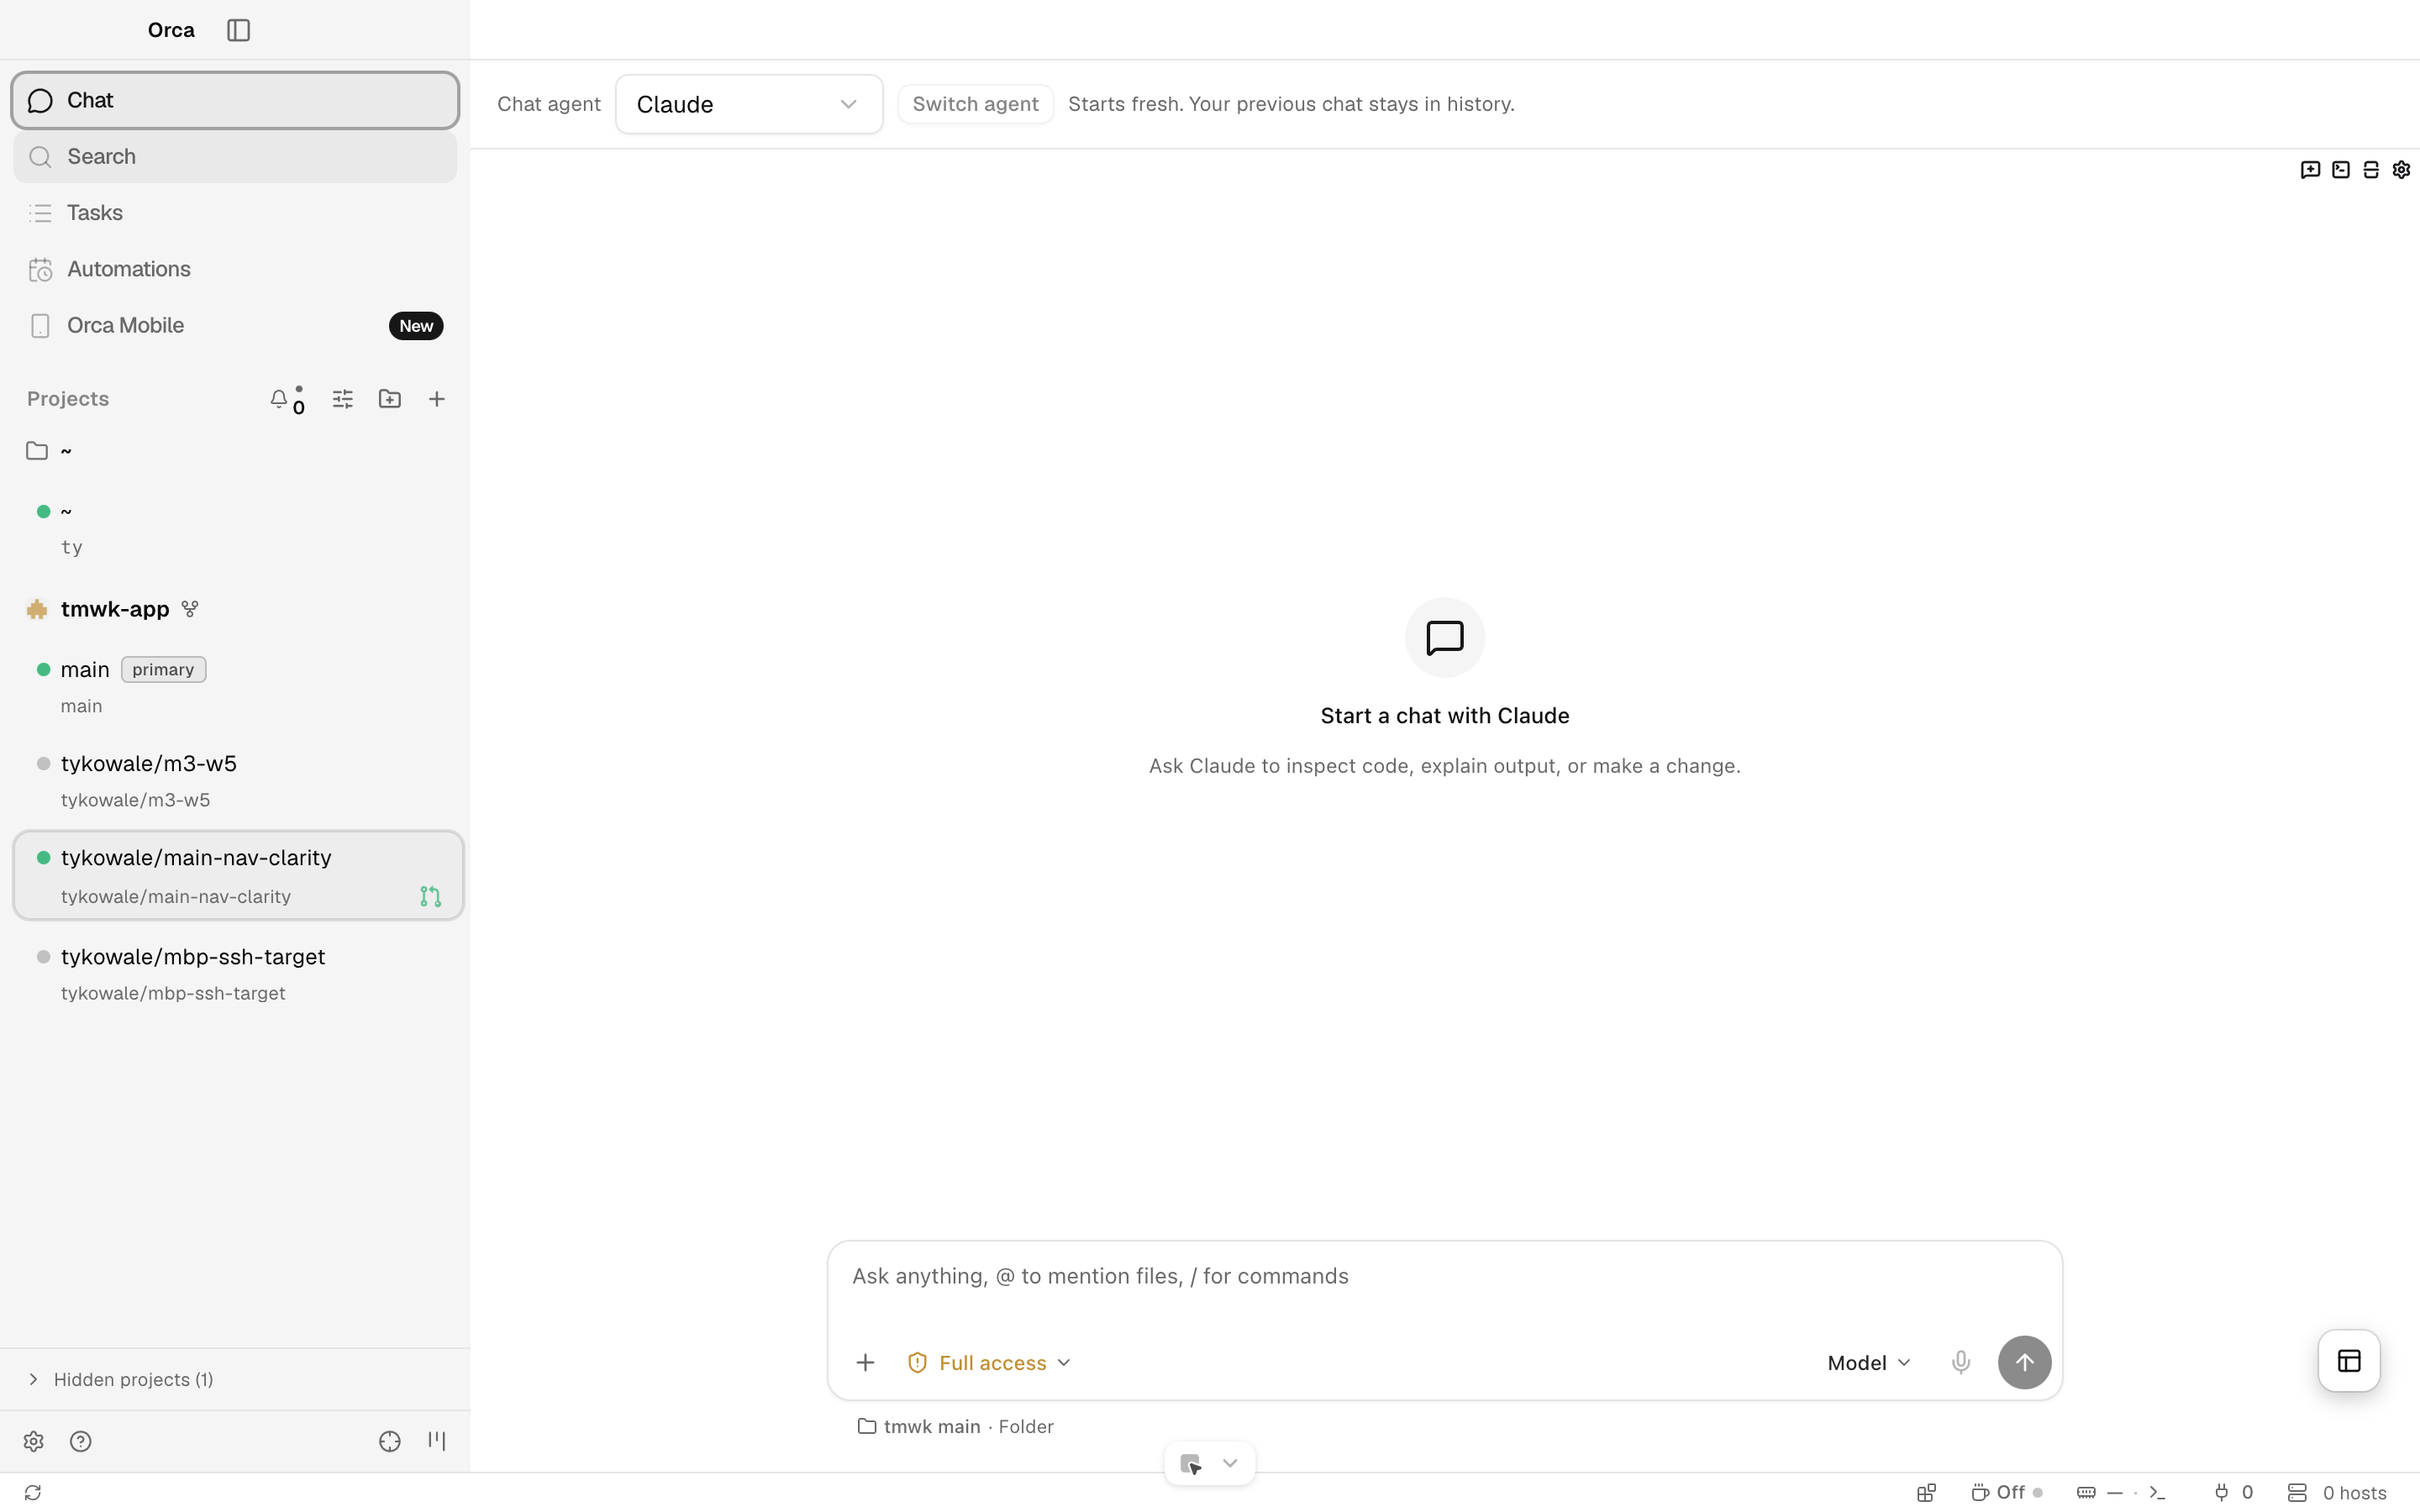 Orca
Chat
Search
Tasks
Automations
Orca Mobile New
Projects 0
~
~
ty
tmwk-app
main primary
main
tykowale/m3-w5
tykowale/m3-w5
tykowale/main-nav-clarity
tykowale/main-nav-clarity
tykowale/mbp-ssh-target
tykowale/mbp-ssh-target
Hidden projects (1)
Chat agent Claude Switch agent Starts fresh. Your previous chat stays in history.
Start a chat with Claude
Ask Claude to inspect code, explain output, or make a change.
Ask anything, @ to mention files, / for commands
Full access Model
tmwk main · Folder
Off — · 0 0 hosts